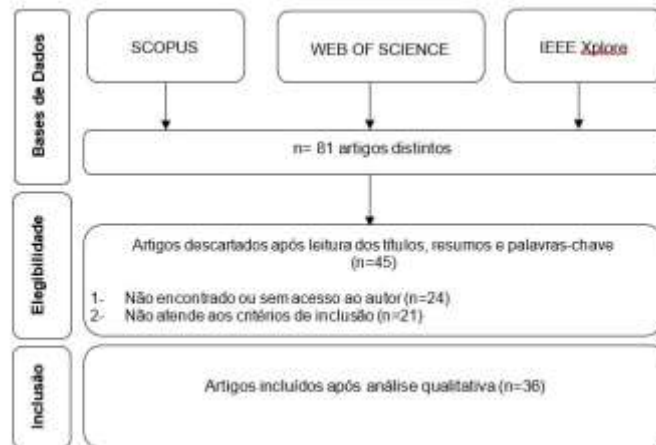 Bases de Dados
SCOPUS
WEB OF SCIENCE
IEEE Xplore
n= 81 artigos distintos
Elegibilidade
Artigos descartados após leitura dos títulos, resumos e palavras-chave
(n=45)
1- Não encontrado ou sem acesso ao autor (n=24)
2- Não atende aos critérios de inclusão (n=21)
Inclusão
Artigos incluídos após análise qualitativa (n=36)